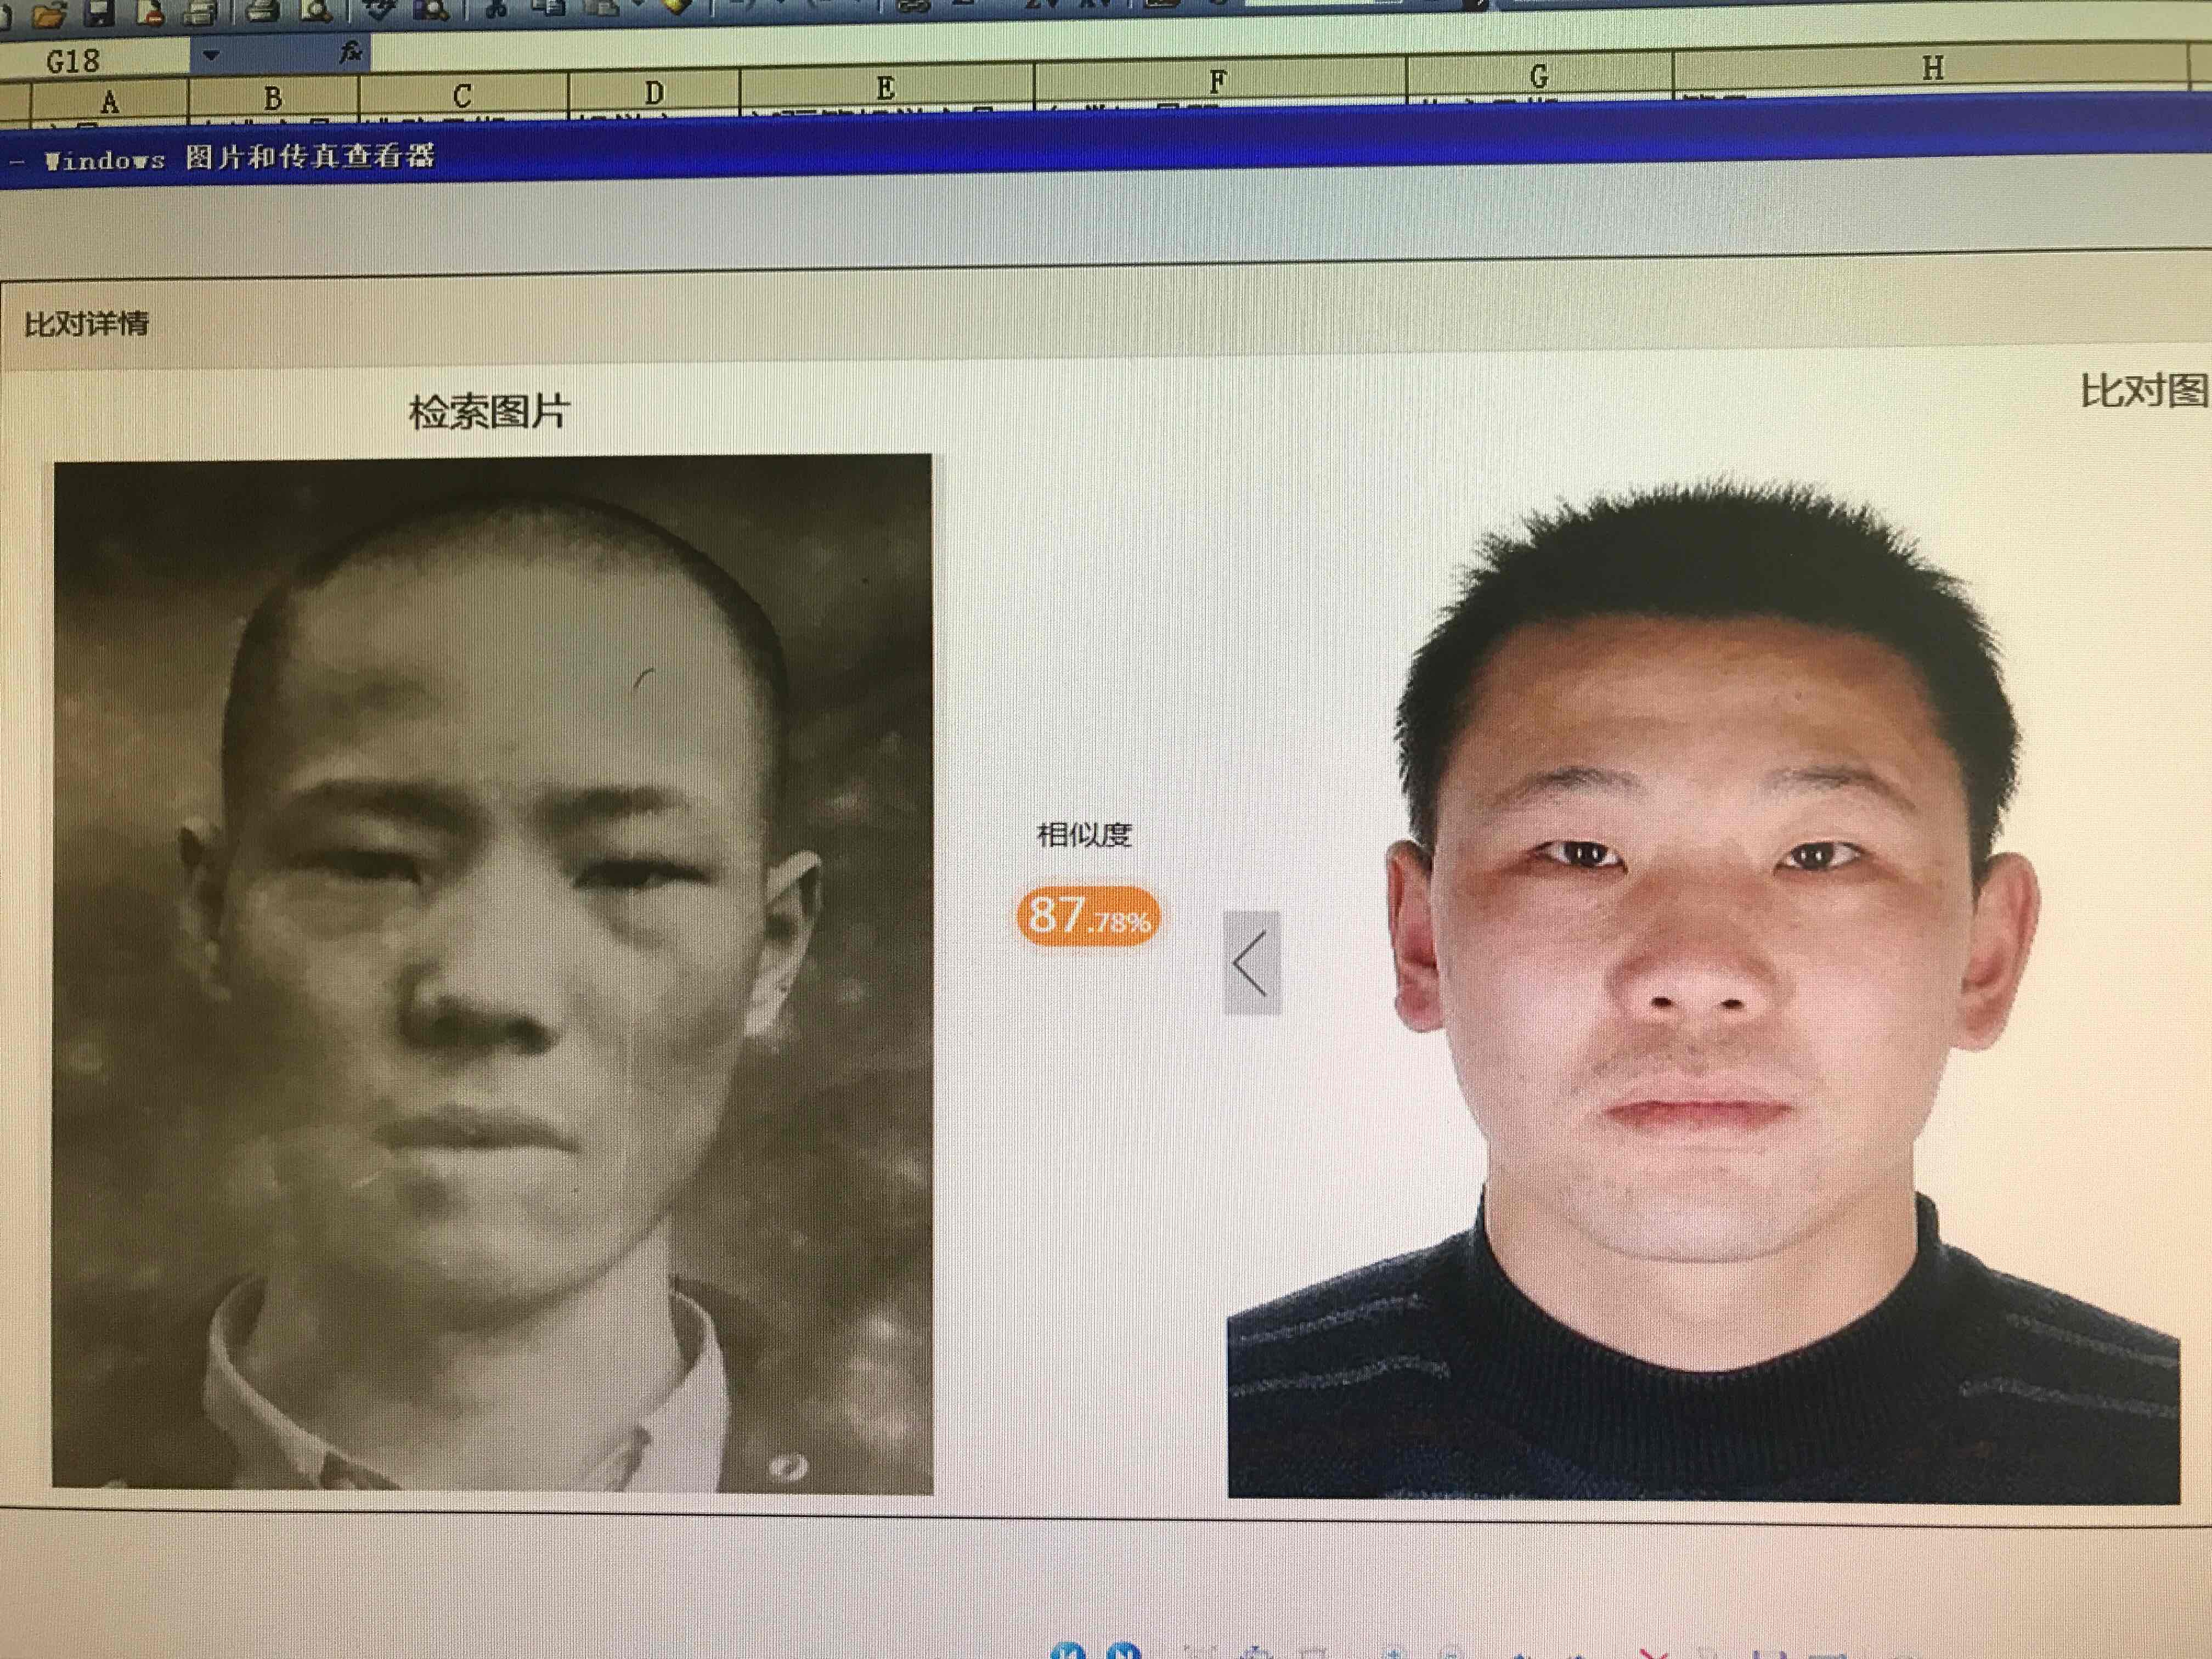 G18
fx
A B C D E F G H
- Windows 图片和传真查看器
比对详情
检索图片
比对图
相似度
87.78%